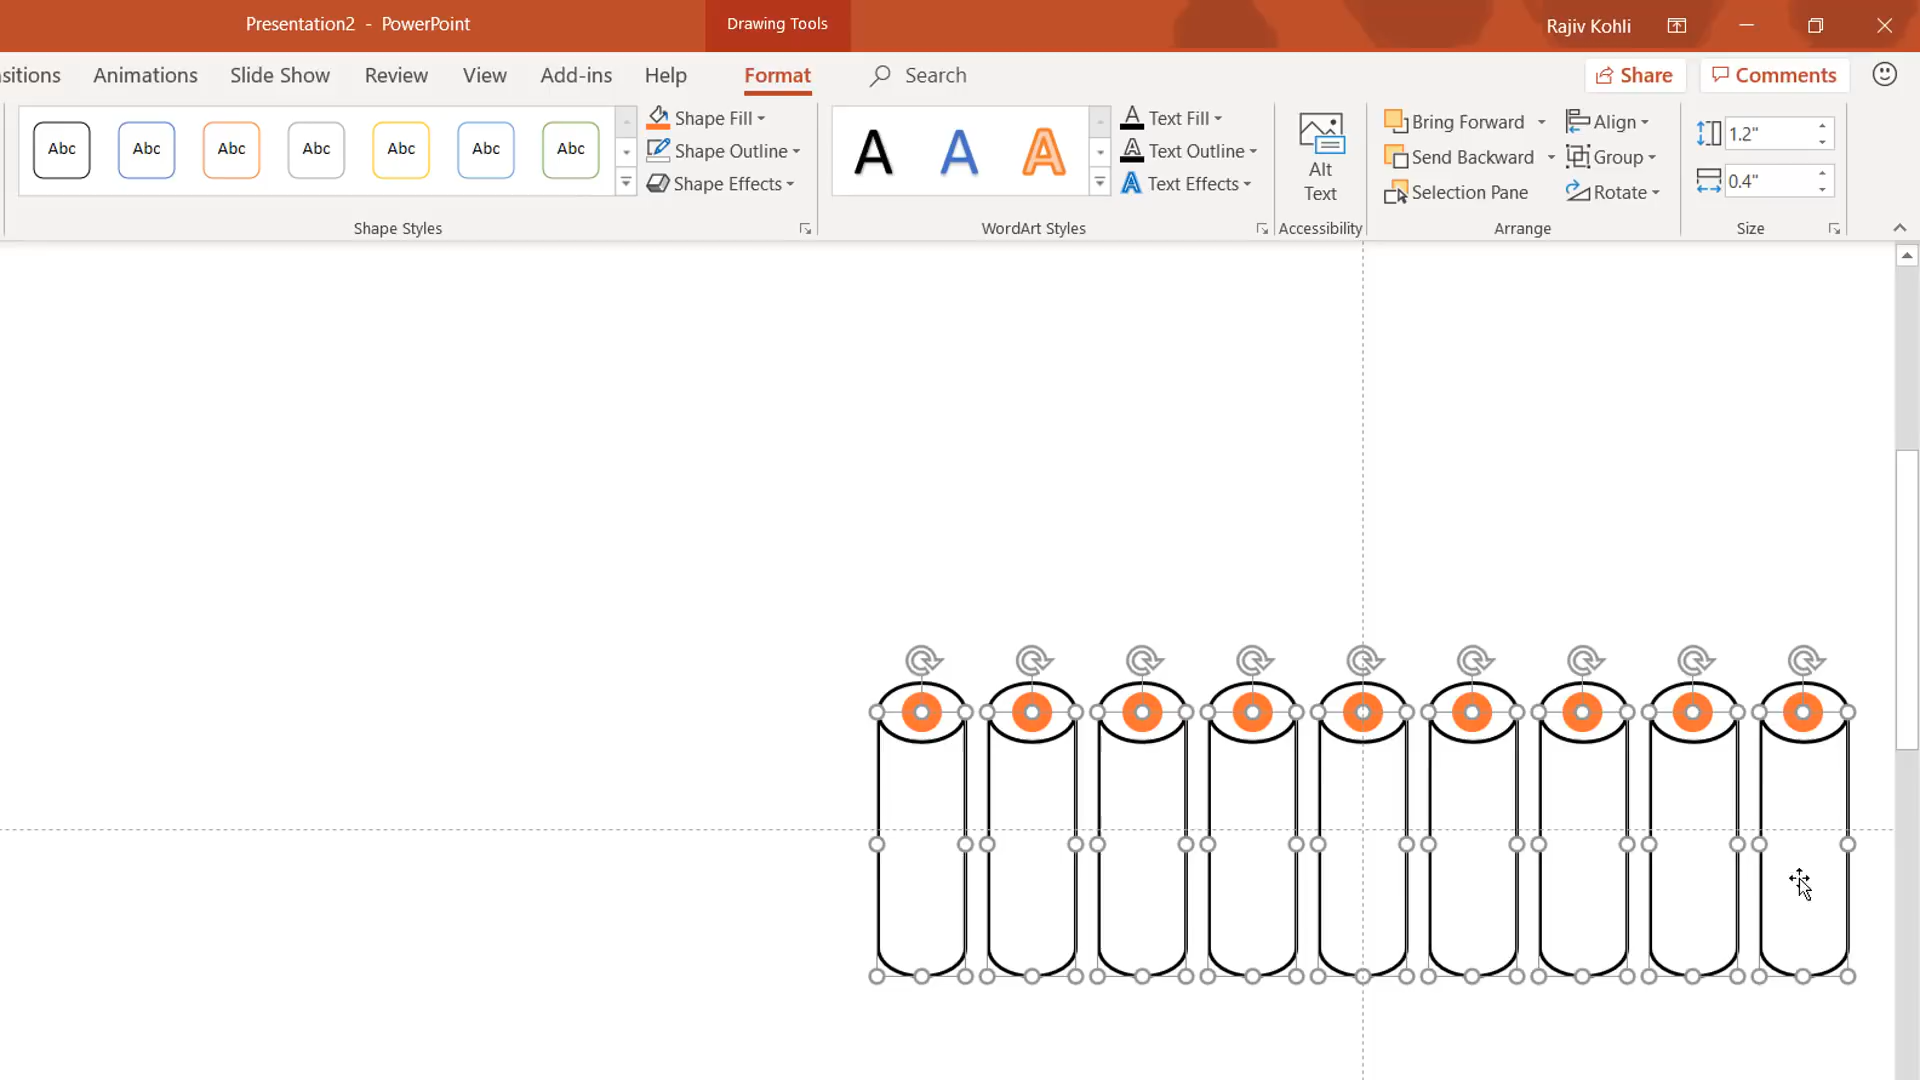 Presentation2 - PowerPoint
Drawing Tools
Rajiv Kohli
sitions Animations Slide Show Review View Add-ins Help Format Search
Share Comments
Abc Abc Abc Abc Abc Abc Abc
Shape Fill
Shape Outline
Shape Effects
Shape Styles
A A A
Text Fill
Text Outline
Text Effects
WordArt Styles
Alt
Text
Accessibility
Bring Forward
Send Backward
Selection Pane
Align
Group
Rotate
Arrange
1.2"
0.4"
Size